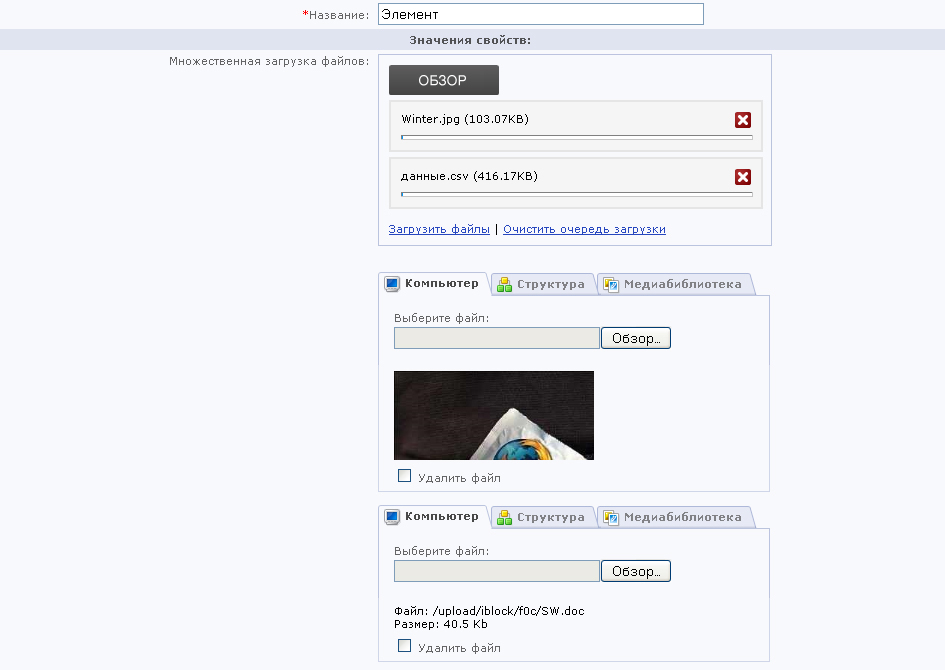 *Название: Элемент
Значения свойств:
Множественная загрузка файлов:
ОБЗОР
Winter.jpg (103.07KB)
данные.csv (416.17KB)
Загрузить файлы | Очистить очередь загрузки
Компьютер Структура Медиабиблиотека
Выберите файл:
Обзор...
Удалить файл
Компьютер Структура Медиабиблиотека
Выберите файл:
Обзор...
Файл: /upload/iblock/f0c/SW.doc
Размер: 40.5 Kb
Удалить файл